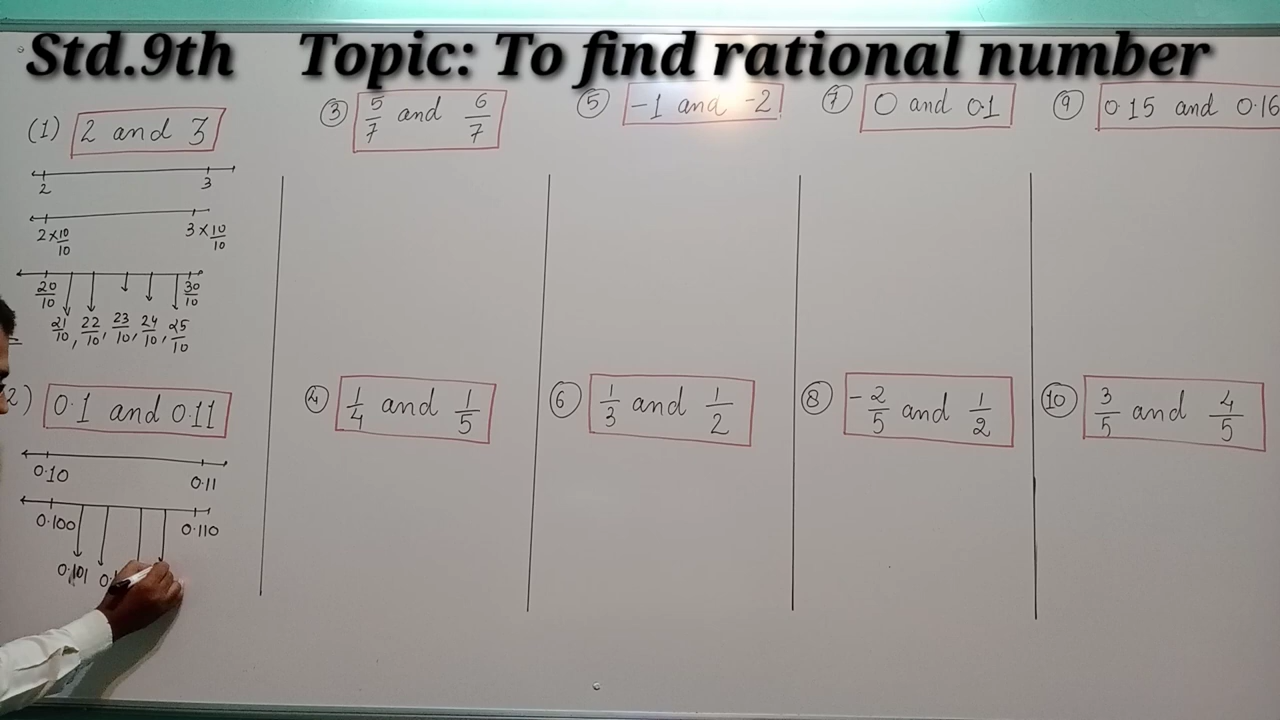 Std.9th Topic: To find rational number
(1) 2 and 3
2 3
2×10/10 3×10/10
20/10 30/10
21/10, 22/10, 23/10, 24/10, 25/10
2) 0.1 and 0.11
0.10 0.11
0.100 0.110
0.101
③ 5/7 and 6/7
④ 1/4 and 1/5
⑤ -1 and -2
⑥ 1/3 and 1/2
⑦ 0 and 0.1
⑧ -2/5 and 1/2
⑨ 0.15 and 0.16
⑩ 3/5 and 4/5